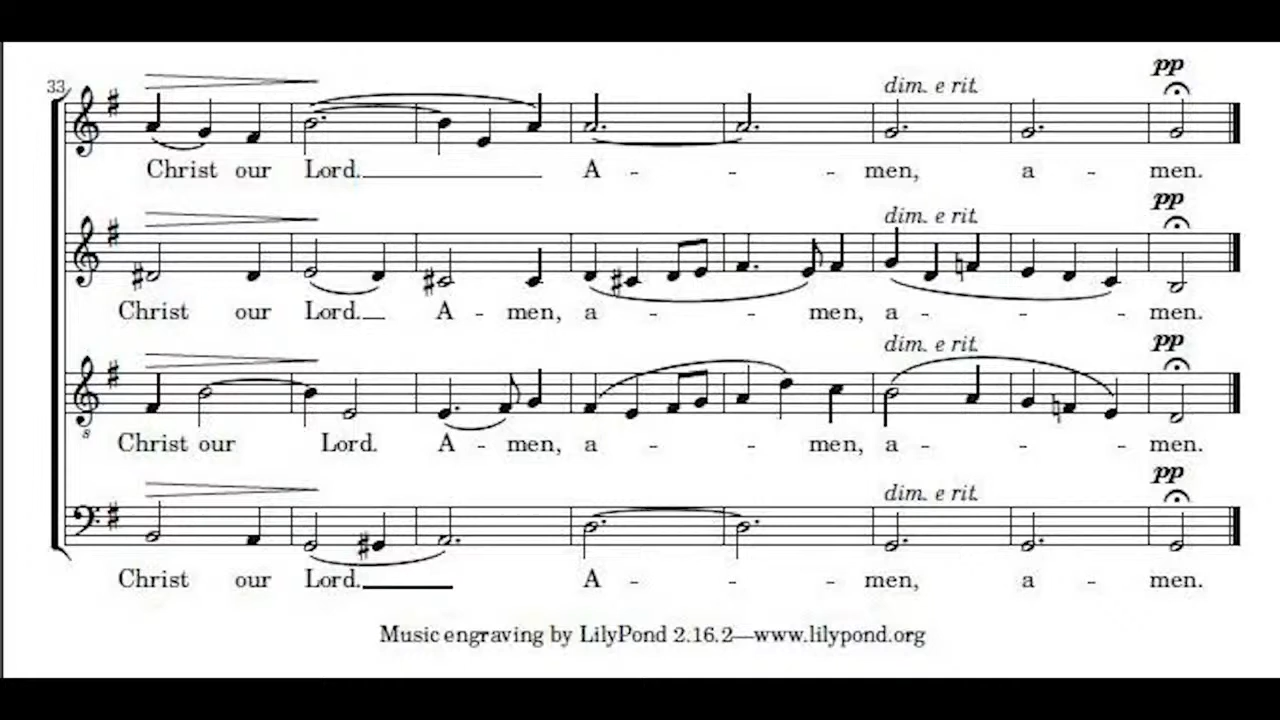 33
pp
dim. e rit.
Christ our Lord. A - - - men, a - men.
pp
dim. e rit.
Christ our Lord. A - men, a - - men, a - - - men.
pp
dim. e rit.
8
Christ our Lord. A - men, a - - men, a - - - men.
pp
dim. e rit.
Christ our Lord. A - - - men, a - men.
Music engraving by LilyPond 2.16.2—www.lilypond.org